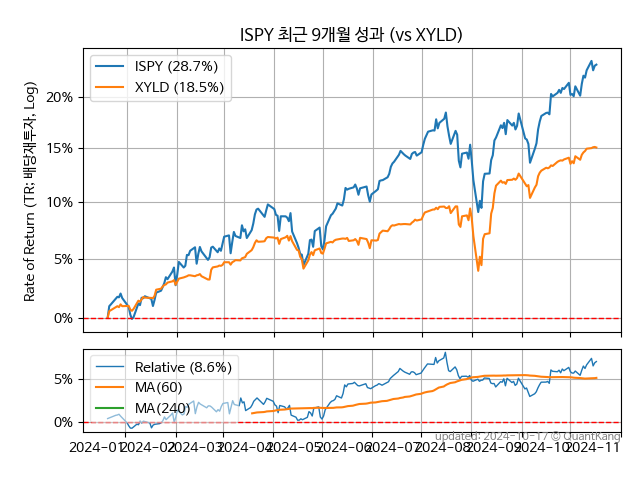 ISPY 최근 9개월 성과 (vs XYLD)
ISPY (28.7%)
XYLD (18.5%)
20%
15%
10%
5%
0%
Rate of Return (TR: 배당재투자, Log)
Relative (8.6%)
MA(60)
MA(240)
5%
0%
updated: 2024-10-17 © QuantKang
2024-01 2024-02 2024-03 2024-04 2024-05 2024-06 2024-07 2024-08 2024-09 2024-10 2024-11